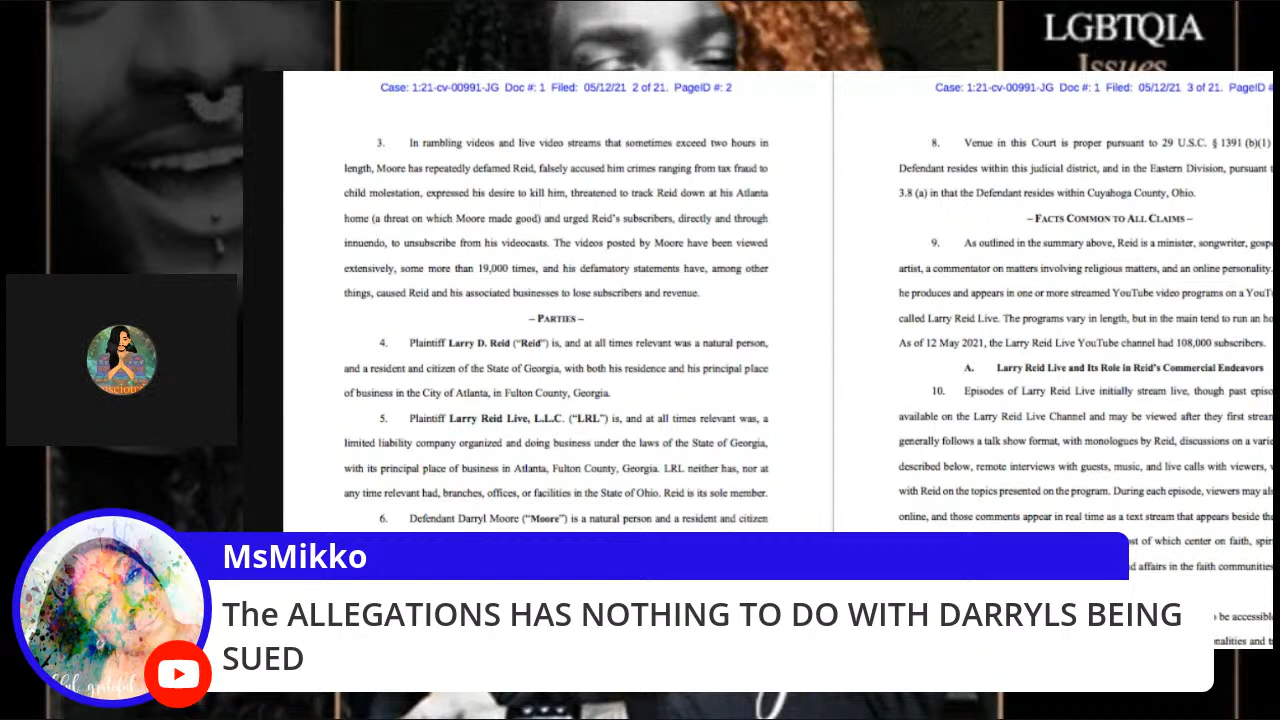 LGBTQIA
Issues
Case: 1:21-cv-00991-JG Doc #: 1 Filed: 05/12/21 2 of 21. PageID #: 2
3. In rambling videos and live video streams that sometimes exceed two hours in
length, Moore has repeatedly defamed Reid, falsely accused him crimes ranging from tax fraud to
child molestation, expressed his desire to kill him, threatened to track Reid down at his Atlanta
home (a threat on which Moore made good) and urged Reid's subscribers, directly and through
innuendo, to unsubscribe from his videocasts. The videos posted by Moore have been viewed
extensively, some more than 19,000 times, and his defamatory statements have, among other
things, caused Reid and his associated businesses to lose subscribers and revenue.
– PARTIES –
4. Plaintiff Larry D. Reid ("Reid") is, and at all times relevant was a natural person,
and a resident and citizen of the State of Georgia, with both his residence and his principal place
of business in the City of Atlanta, in Fulton County, Georgia.
5. Plaintiff Larry Reid Live, L.L.C. ("LRL") is, and at all times relevant was, a
limited liability company organized and doing business under the laws of the State of Georgia,
with its principal place of business in Atlanta, Fulton County, Georgia. LRL neither has, nor at
any time relevant had, branches, offices, or facilities in the State of Ohio. Reid is its sole member.
6. Defendant Darryl Moore ("Moore") is a natural person and a resident and citizen
Case: 1:21-cv-00991-JG Doc #: 1 Filed: 05/12/21 3 of 21. PageID #
8. Venue in this Court is proper pursuant to 29 U.S.C. § 1391 (b)(1)
Defendant resides within this judicial district, and in the Eastern Division, pursuant
3.8 (a) in that the Defendant resides within Cuyahoga County, Ohio.
– FACTS COMMON TO ALL CLAIMS –
9. As outlined in the summary above, Reid is a minister, songwriter, gosp
artist, a commentator on matters involving religious matters, and an online personality.
he produces and appears in one or more streamed YouTube video programs on a YouT
called Larry Reid Live. The programs vary in length, but in the main tend to run an ho
As of 12 May 2021, the Larry Reid Live YouTube channel had 108,000 subscribers.
A. Larry Reid Live and Its Role in Reid's Commercial Endeavors
10. Episodes of Larry Reid Live initially stream live, though past episo
available on the Larry Reid Live Channel and may be viewed after they first strea
generally follows a talk show format, with monologues by Reid, discussions on a varie
described below, remote interviews with guests, music, and live calls with viewers,
with Reid on the topics presented on the program. During each episode, viewers may al
online, and those comments appear in real time as a text stream that appears beside the
st of which center on faith, spir
d affairs in the faith communities
be accessibl
nalities and t
MsMikko
The ALLEGATIONS HAS NOTHING TO DO WITH DARRYLS BEING
SUED